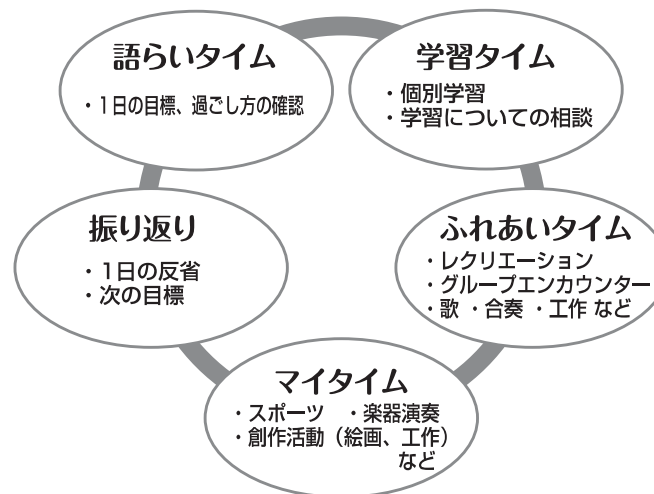 語らいタイム
・1日の目標、過ごし方の確認
学習タイム
・個別学習
・学習についての相談
ふれあいタイム
・レクリエーション
・グループエンカウンター
・歌 ・合奏 ・工作 など
マイタイム
・スポーツ ・楽器演奏
・創作活動（絵画、工作）
など
振り返り
・1日の反省
・次の目標